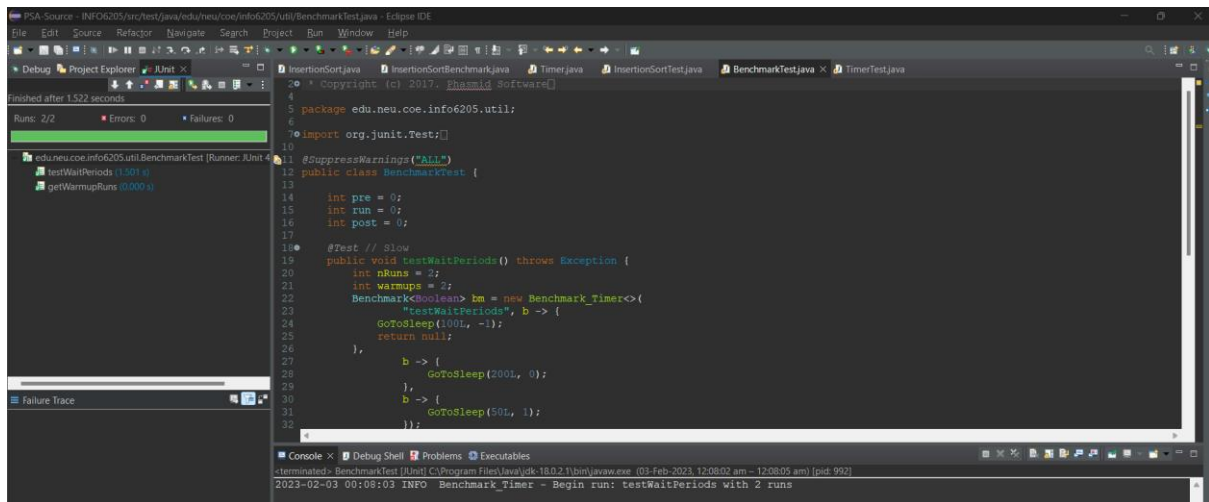 PSA-Source - INFO6205/src/test/java/edu/neu/coe/info6205/util/BenchmarkTest.java - Eclipse IDE
File Edit Source Refactor Navigate Search Project Run Window Help
Debug Project Explorer JUnit
Finished after 1.522 seconds
Runs: 2/2 Errors: 0 Failures: 0
edu.neu.coe.info6205.util.BenchmarkTest [Runner: JUnit 4
testWaitPeriods (1.501 s)
getWarmupRuns (0.000 s)
Failure Trace
InsertionSort.java InsertionSortBenchmark.java Timer.java InsertionSortTest.java BenchmarkTest.java TimerTest.java
2 * Copyright (c) 2017. Phasmid Software
4
5 package edu.neu.coe.info6205.util;
6
7 import org.junit.Test;
10
11 @SuppressWarnings("ALL")
12 public class BenchmarkTest {
13
14 int pre = 0;
15 int run = 0;
16 int post = 0;
17
18 @Test // Slow
19 public void testWaitPeriods() throws Exception {
20 int nRuns = 2;
21 int warmups = 2;
22 Benchmark<Boolean> bm = new Benchmark_Timer<>(
23 "testWaitPeriods", b -> {
24 GoToSleep(100L, -1);
25 return null;
26 },
27 b -> {
28 GoToSleep(200L, 0);
29 },
30 b -> {
31 GoToSleep(50L, 1);
32 });
Console Debug Shell Problems Executables
<terminated> BenchmarkTest [JUnit] C:\Program Files\Java\jdk-18.0.2.1\bin\javaw.exe (03-Feb-2023, 12:08:02 am – 12:08:05 am) [pid: 992]
2023-02-03 00:08:03 INFO Benchmark_Timer - Begin run: testWaitPeriods with 2 runs